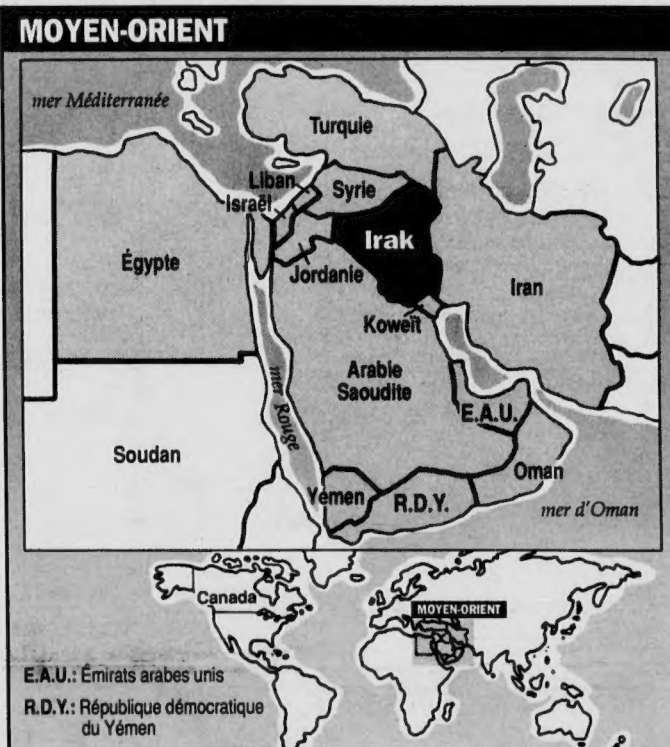 MOYEN-ORIENT
mer Méditerranée
Turquie
Liban
Syrie
Israël
Irak
Égypte
Jordanie
Iran
Koweït
Arabie
Saoudite
mer Rouge
E.A.U.
Soudan
Oman
Yémen
R.D.Y.
mer d'Oman
Canada
MOYEN-ORIENT
E.A.U.: Émirats arabes unis
R.D.Y.: République démocratique
du Yémen